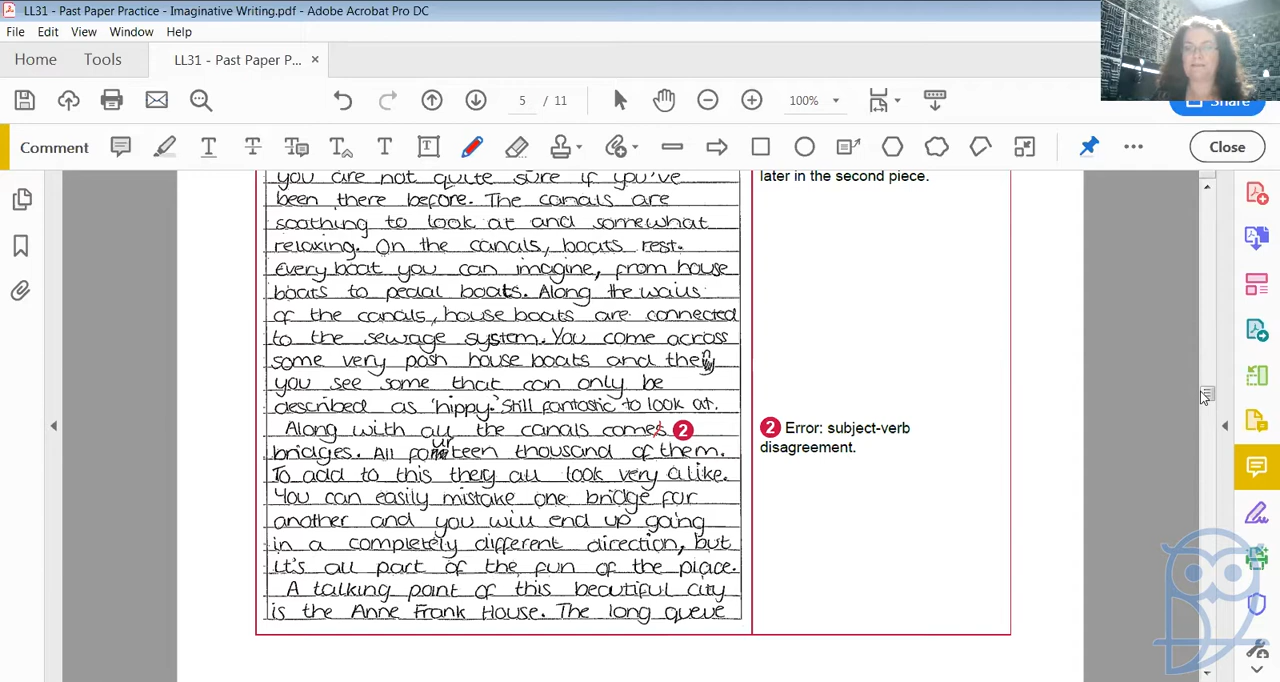 LL31 - Past Paper Practice - Imaginative Writing.pdf - Adobe Acrobat Pro DC
File Edit View Window Help
Home Tools LL31 - Past Paper P... ×
5 / 11 100% Share
Comment Close
you are not quite sure if you've
been there before. The canals are
soothing to look at and somewhat
relaxing. On the canals, boats rest.
Every boat you can imagine, from house
boats to pedal boats. Along the walls
of the canals, house boats are connected
to the sewage system. You come across
some very posh house boats and then
you see some that can only be
described as 'hippy.' Still fantastic to look at.
Along with all the canals comes 2
bridges. All fourteen thousand of them.
To add to this they all look very alike.
You can easily mistake one bridge for
another and you will end up going
in a completely different direction, but
it's all part of the fun of the place.
A talking point of this beautiful city
is the Anne Frank House. The long queue
later in the second piece.
2 Error: subject-verb
disagreement.